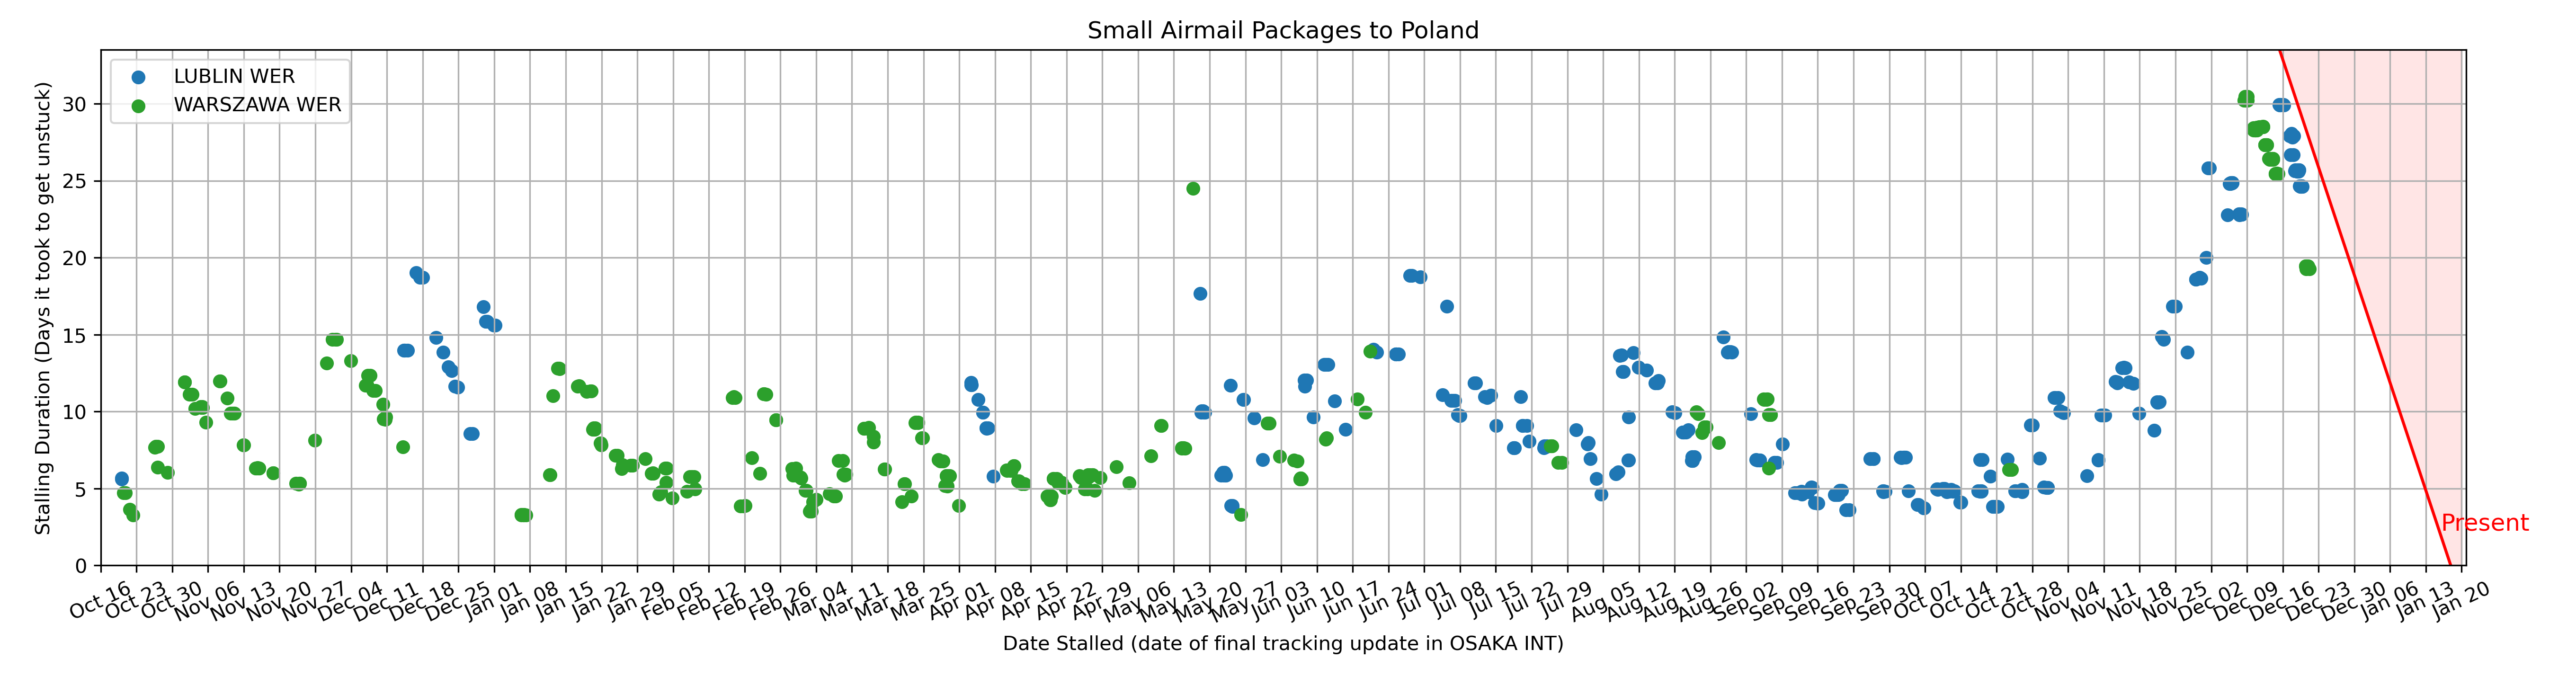 Small Airmail Packages to Poland
LUBLIN WER
WARSZAWA WER
Stalling Duration (Days it took to get unstuck)
30
25
20
15
10
5
0
Present
Oct 16 Oct 23 Oct 30 Nov 06 Nov 13 Nov 20 Nov 27 Dec 04 Dec 11 Dec 18 Dec 25 Jan 01 Jan 08 Jan 15 Jan 22 Jan 29 Feb 05 Feb 12 Feb 19 Feb 26 Mar 04 Mar 11 Mar 18 Mar 25 Apr 01 Apr 08 Apr 15 Apr 22 Apr 29 May 06 May 13 May 20 May 27 Jun 03 Jun 10 Jun 17 Jun 24 Jul 01 Jul 08 Jul 15 Jul 22 Jul 29 Aug 05 Aug 12 Aug 19 Aug 26 Sep 02 Sep 09 Sep 16 Sep 23 Sep 30 Oct 07 Oct 14 Oct 21 Oct 28 Nov 04 Nov 11 Nov 18 Nov 25 Dec 02 Dec 09 Dec 16 Dec 23 Dec 30 Jan 06 Jan 13 Jan 20
Date Stalled (date of final tracking update in OSAKA INT)